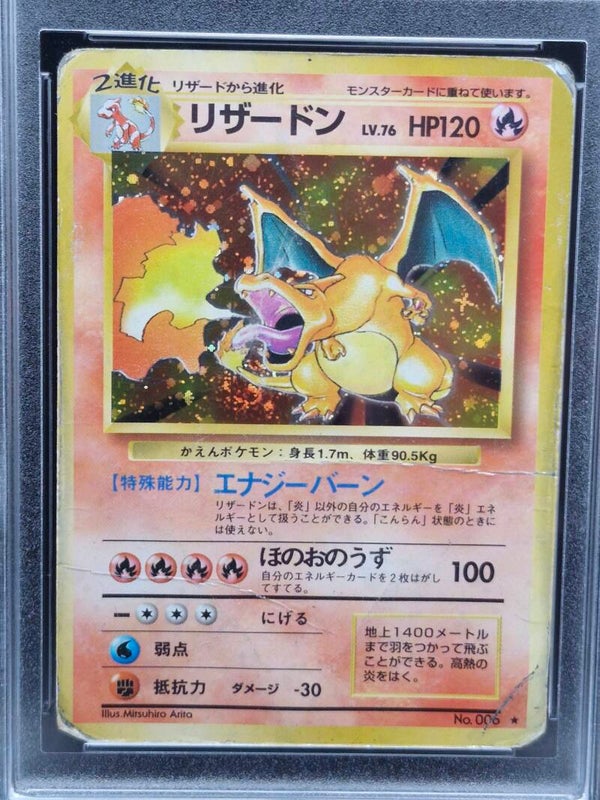 2進化 リザードから進化 モンスターカードに重ねて使います。
リザードン LV.76 HP120
かえんポケモン：身長1.7m、体重90.5Kg
【特殊能力】 エナジーバーン
リザードンは、「炎」以外の自分のエネルギーを「炎」エネ
ルギーとして扱うことができる。「こんらん」状態のときに
は使えない。
ほのおのうず 100
自分のエネルギーカードを2枚はがし
てすてる。
にげる
弱点
抵抗力 ダメージ -30
地上1400メートル
まで羽をつかって飛ぶ
ことができる。高熱の
炎をはく。
Illus.Mitsuhiro Arita No. 006 ★